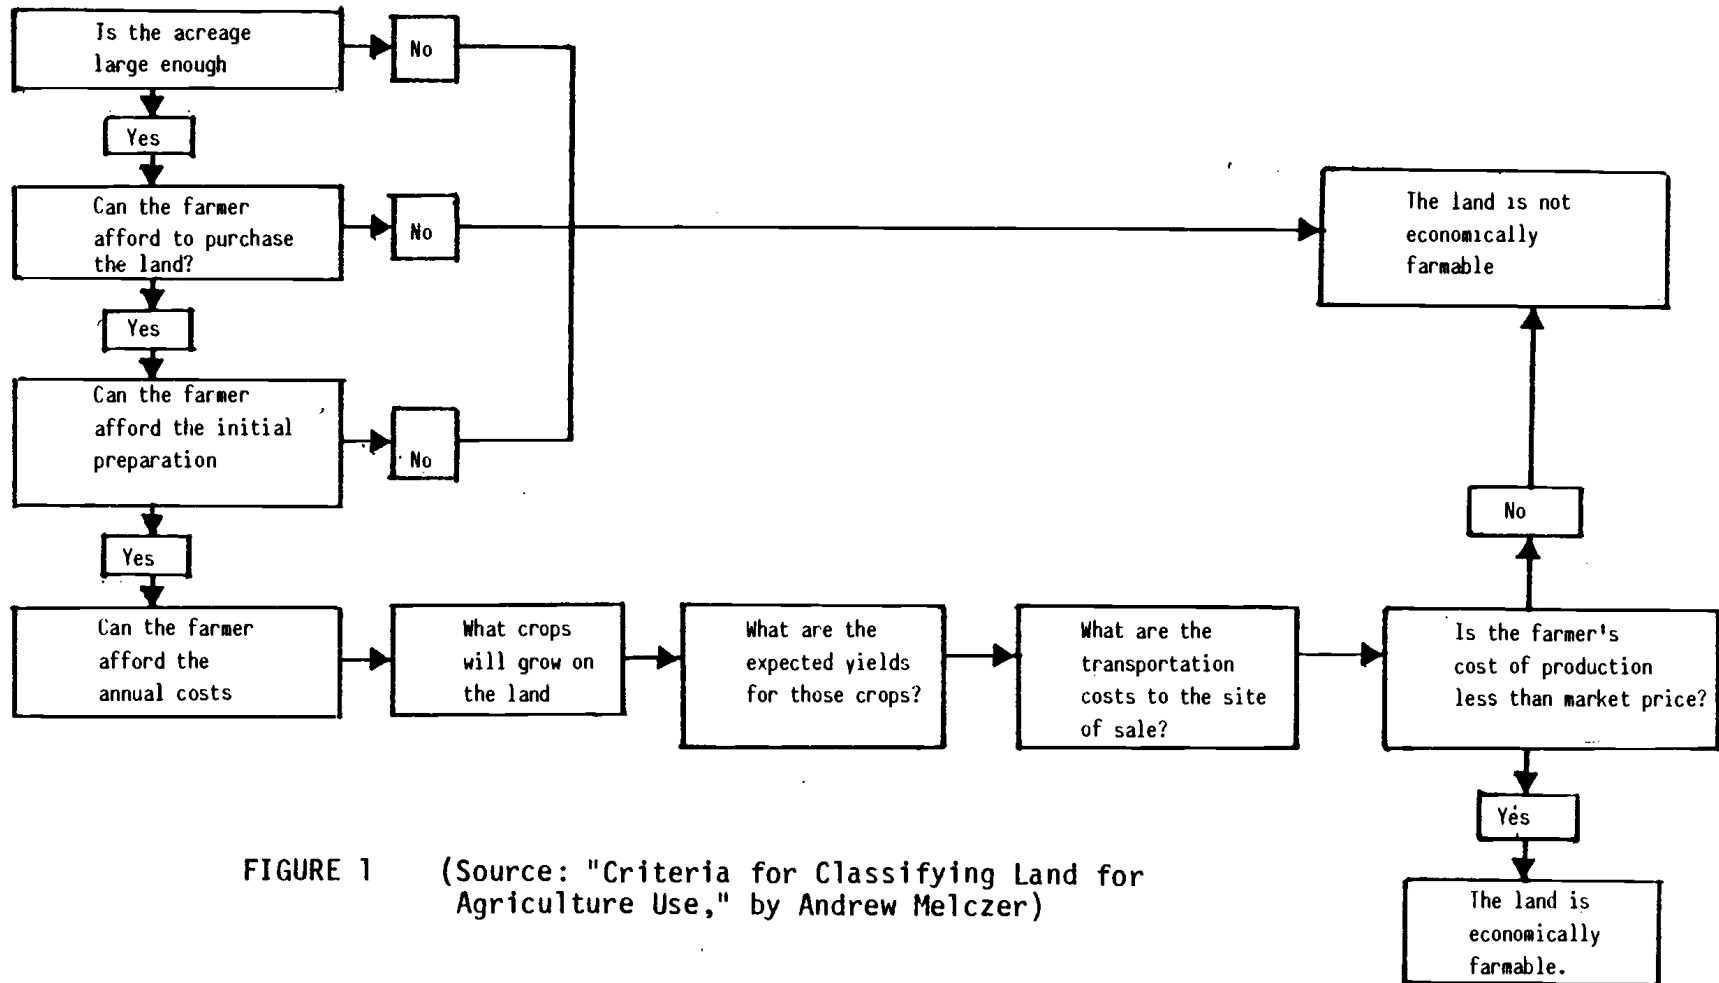 Is the acreage
large enough
No
Yes
Can the farmer
afford to purchase
the land?
No
Yes
Can the farmer
afford the initial
preparation
No
Yes
Can the farmer
afford the
annual costs
What crops
will grow on
the land
What are the
expected yields
for those crops?
What are the
transportation
costs to the site
of sale?
Is the farmer's
cost of production
less than market price?
No
The land is not
economically
farmable
Yes
The land is
economically
farmable.
FIGURE 1 (Source: "Criteria for Classifying Land for
Agriculture Use," by Andrew Melczer)